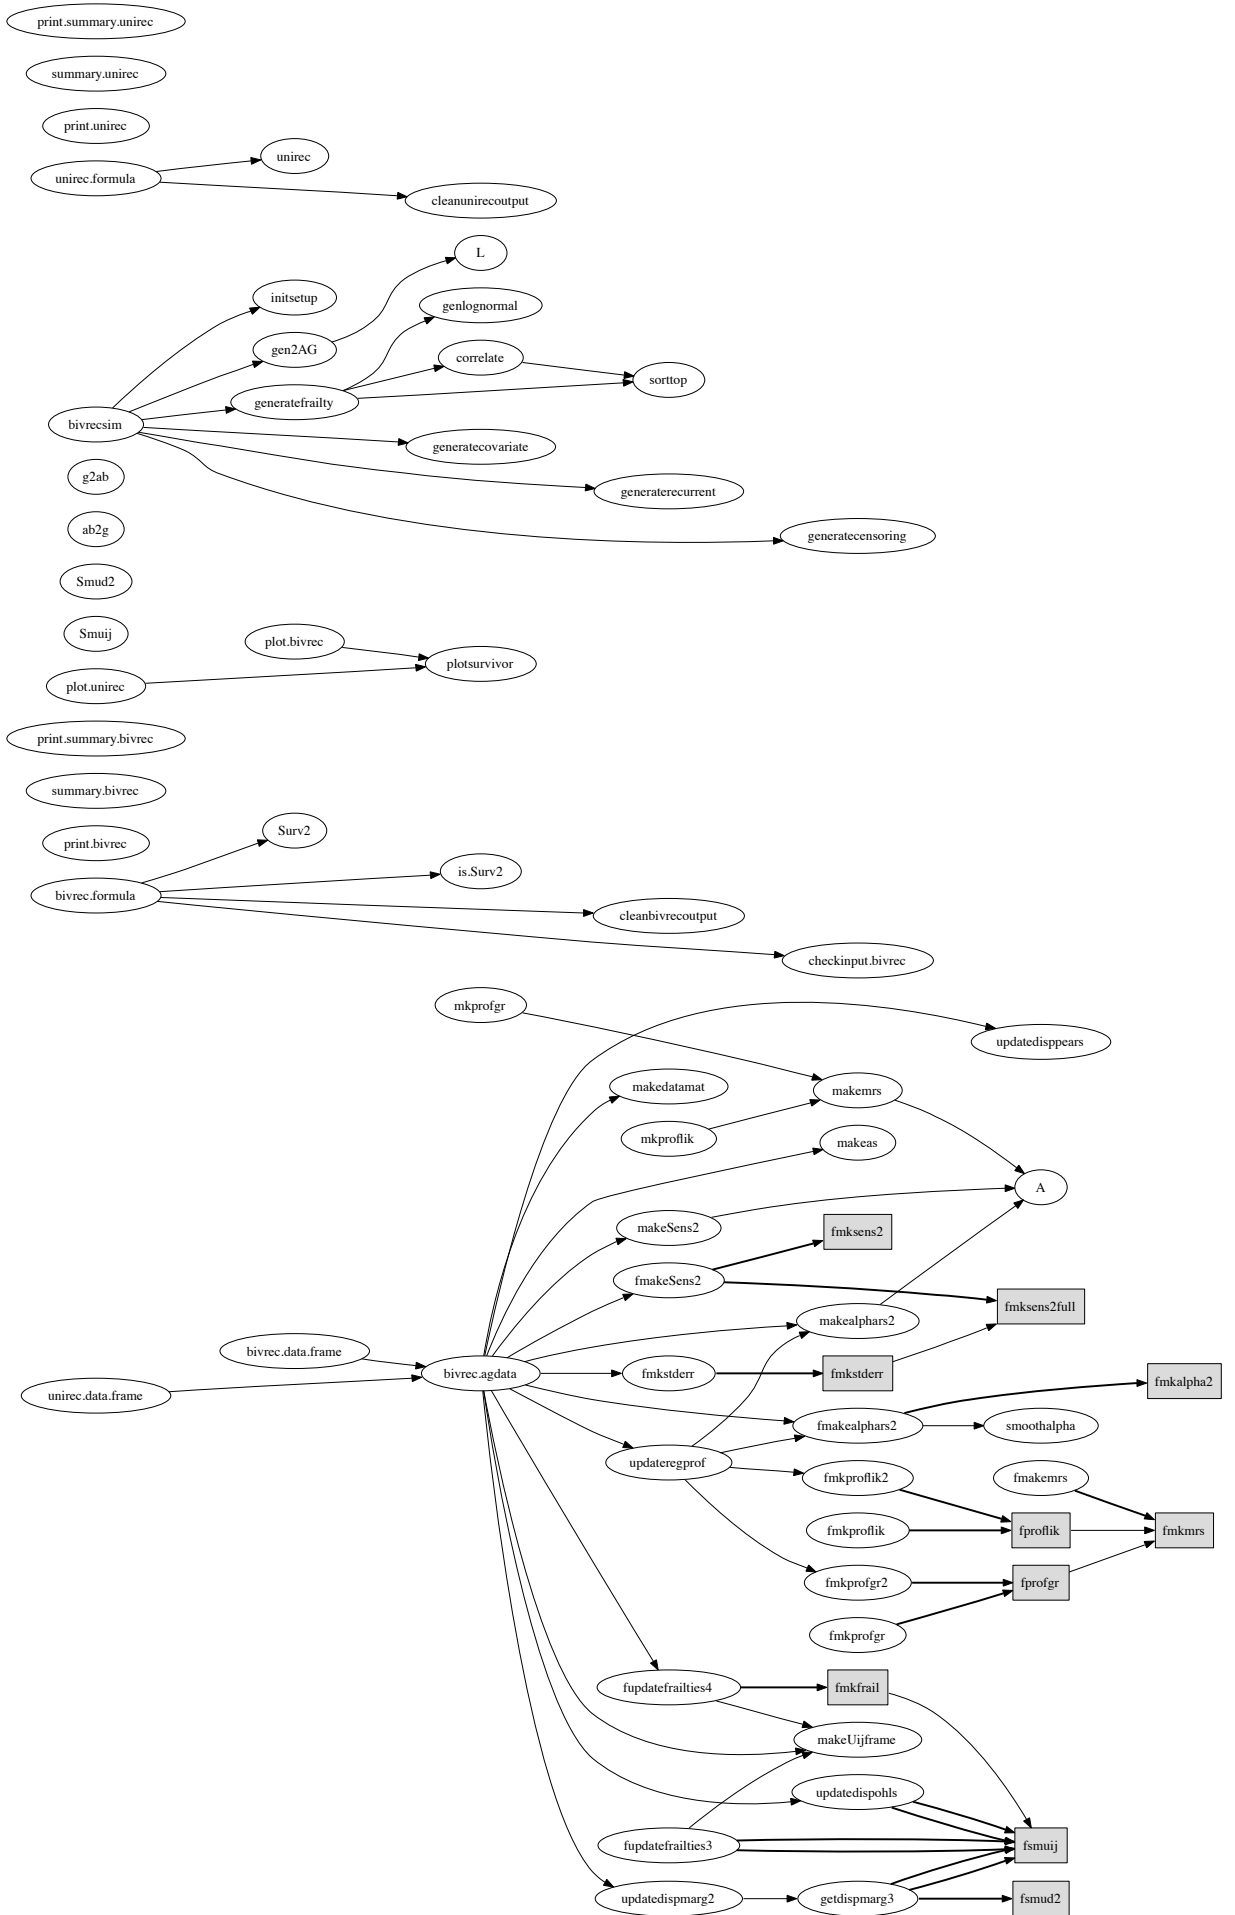 print.summary.unirec
summary.unirec
print.unirec
unirec
unirec.formula
cleanunirecoutput
L
initsetup
genlognormal
gen2AG
correlate
sorttop
generatefrailty
bivrecsim
generatecovariate
g2ab
generaterecurrent
ab2g
generatecensoring
Smud2
Smuij
plot.bivrec
plotsurvivor
plot.unirec
print.summary.bivrec
summary.bivrec
Surv2
print.bivrec
is.Surv2
bivrec.formula
cleanbivrecoutput
checkinput.bivrec
mkprofgr
updatedisppears
makedatamat
makemrs
mkproflik
makeas
A
makeSens2
fmksens2
fmakeSens2
fmksens2full
makealphars2
bivrec.data.frame
bivrec.agdata
fmkstderr
fmkstderr
fmkalpha2
unirec.data.frame
fmakealphars2
smoothalpha
updateregprof
fmkproflik2
fmakemrs
fmkproflik
fproflik
fmkmrs
fmkprofgr2
fprofgr
fmkprofgr
fupdatefrailties4
fmkfrail
makeUijframe
updatedispohls
fupdatefrailties3
fsmuij
updatedispmarg2
getdispmarg3
fsmud2